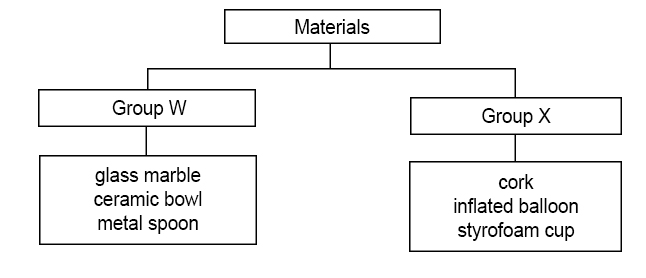 Materials
Group W
glass marble
ceramic bowl
metal spoon
Group X
cork
inflated balloon
styrofoam cup